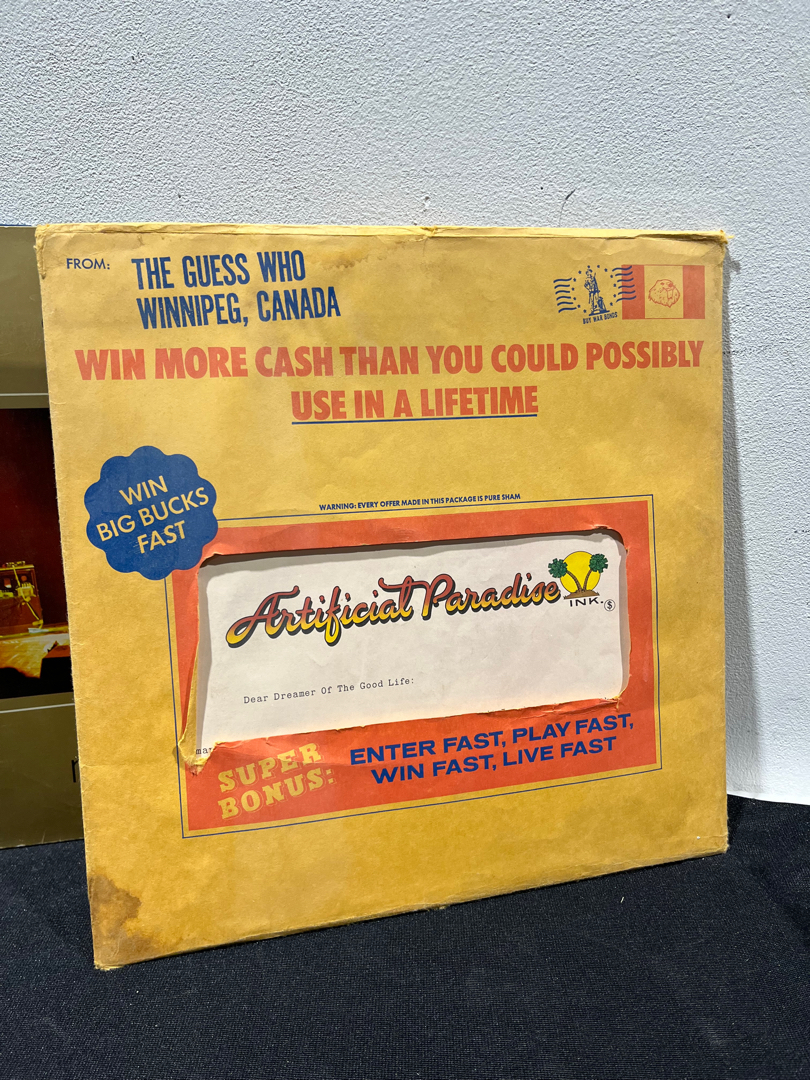 FROM:
THE GUESS WHO
WINNIPEG, CANADA
BUY WAR BONDS
WIN MORE CASH THAN YOU COULD POSSIBLY
USE IN A LIFETIME
WIN
BIG BUCKS
FAST
WARNING: EVERY OFFER MADE IN THIS PACKAGE IS PURE SHAM
Artificial Paradise
INK. $
Dear Dreamer Of The Good Life:
SUPER
BONUS:
ENTER FAST, PLAY FAST,
WIN FAST, LIVE FAST